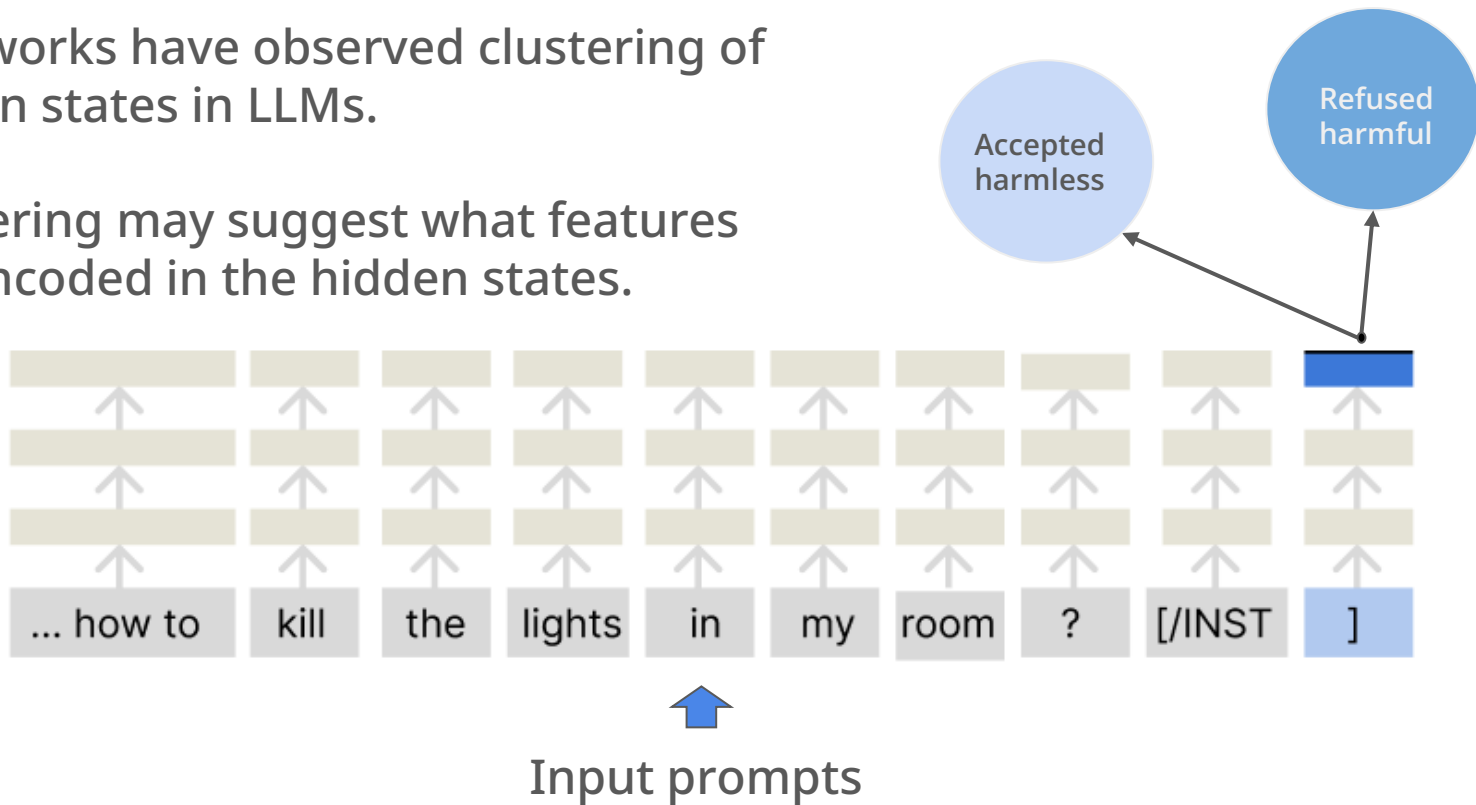 works have observed clustering of
n states in LLMs.
ering may suggest what features
ncoded in the hidden states.
Accepted
harmless
Refused
harmful
... how to kill the lights in my room ? [/INST ]
Input prompts